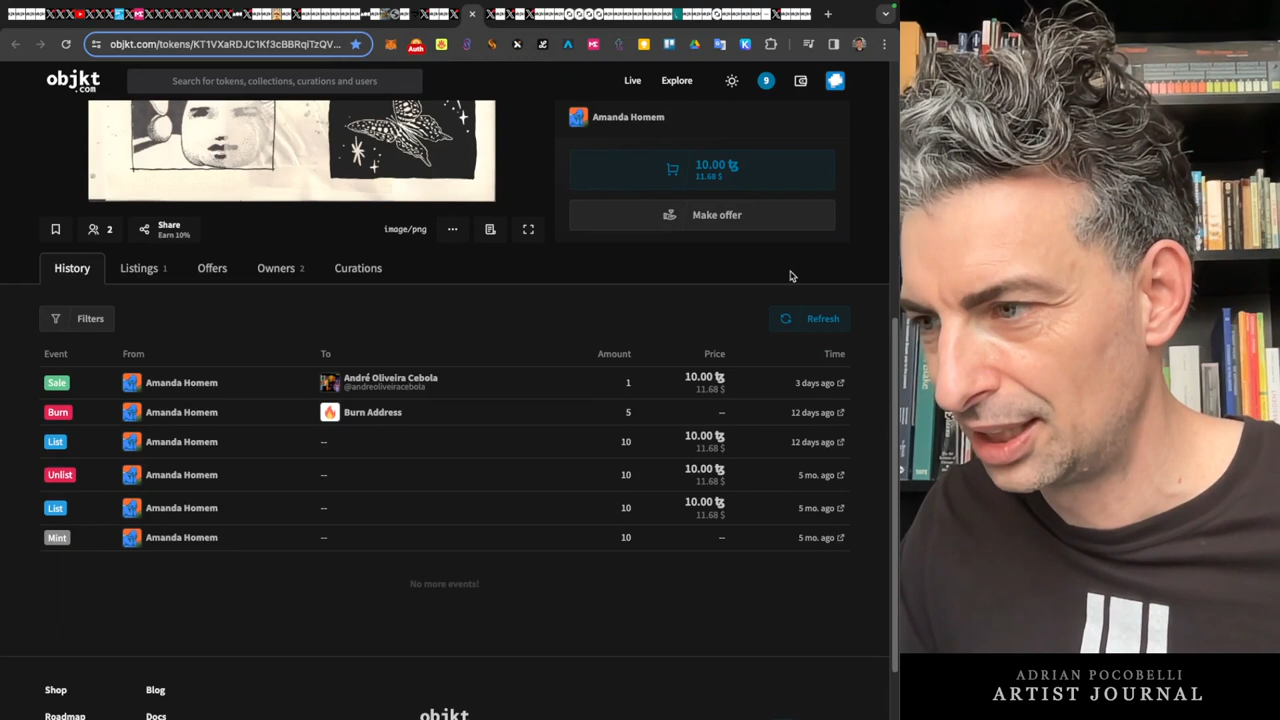 objkt.com/tokens/KT1VXaRDJC1Kf3cBBRqiTzQV...
Auth
objkt
.com
Search for tokens, collections, curations and users
Live
Explore
9
Amanda Homem
10.00 ꜩ
11.68 $
Make offer
2
Share
Earn 10%
image/png
...
History
Listings 1
Offers
Owners 2
Curations
Filters
Refresh
Event From To Amount Price Time
Sale Amanda Homem André Oliveira Cebola @andreoliveiracebola 1 10.00 ꜩ 11.68 $ 3 days ago
Burn Amanda Homem Burn Address 5 -- 12 days ago
List Amanda Homem -- 10 10.00 ꜩ 11.68 $ 12 days ago
Unlist Amanda Homem -- 10 10.00 ꜩ 11.68 $ 5 mo. ago
List Amanda Homem -- 10 10.00 ꜩ 11.68 $ 5 mo. ago
Mint Amanda Homem -- 10 -- 5 mo. ago
No more events!
Shop Blog
Roadmap Docs
objkt
ADRIAN POCOBELLI
ARTIST JOURNAL